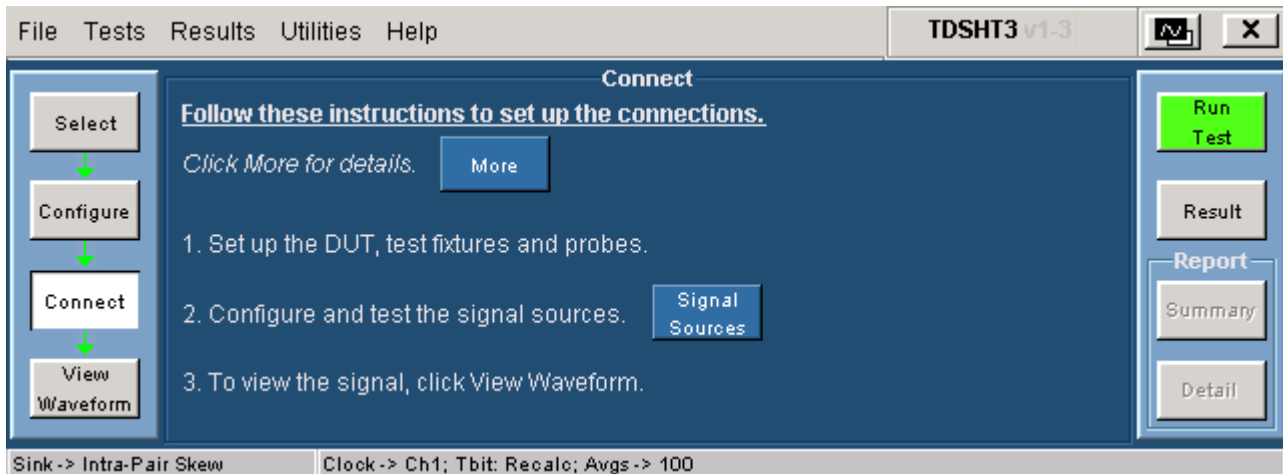 File Tests Results Utilities Help TDSHT3 v1-3
Connect
Select
Configure
Connect
View
Waveform
Follow these instructions to set up the connections.
Click More for details. More
1. Set up the DUT, test fixtures and probes.
2. Configure and test the signal sources. Signal
Sources
3. To view the signal, click View Waveform.
Run
Test
Result
Report
Summary
Detail
Sink -> Intra-Pair Skew Clock -> Ch1; Tbit: Recalc; Avgs -> 100